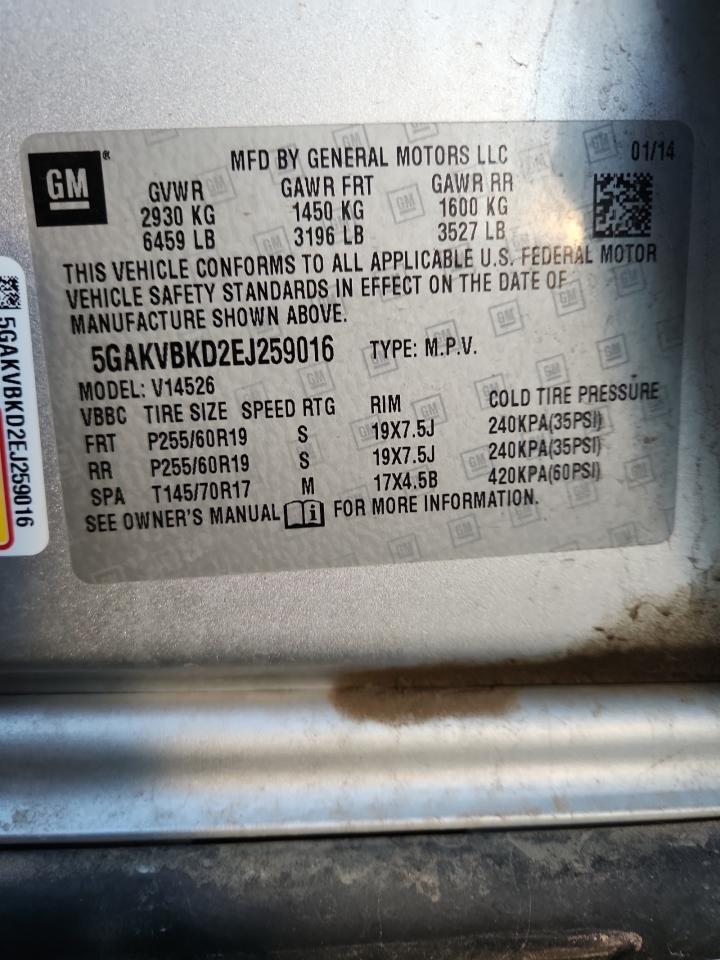 GM®
MFD BY GENERAL MOTORS LLC 01/14
GVWR GAWR FRT GAWR RR
2930 KG 1450 KG 1600 KG
6459 LB 3196 LB 3527 LB
THIS VEHICLE CONFORMS TO ALL APPLICABLE U.S. FEDERAL MOTOR
VEHICLE SAFETY STANDARDS IN EFFECT ON THE DATE OF
MANUFACTURE SHOWN ABOVE.
5GAKVBKD2EJ259016 TYPE: M.P.V.
MODEL: V14526
VBBC TIRE SIZE SPEED RTG RIM COLD TIRE PRESSURE
FRT P255/60R19 S 19X7.5J 240KPA(35PSI)
RR P255/60R19 S 19X7.5J 240KPA(35PSI)
SPA T145/70R17 M 17X4.5B 420KPA(60PSI)
SEE OWNER'S MANUAL i FOR MORE INFORMATION.
5GAKVBKD2EJ259016